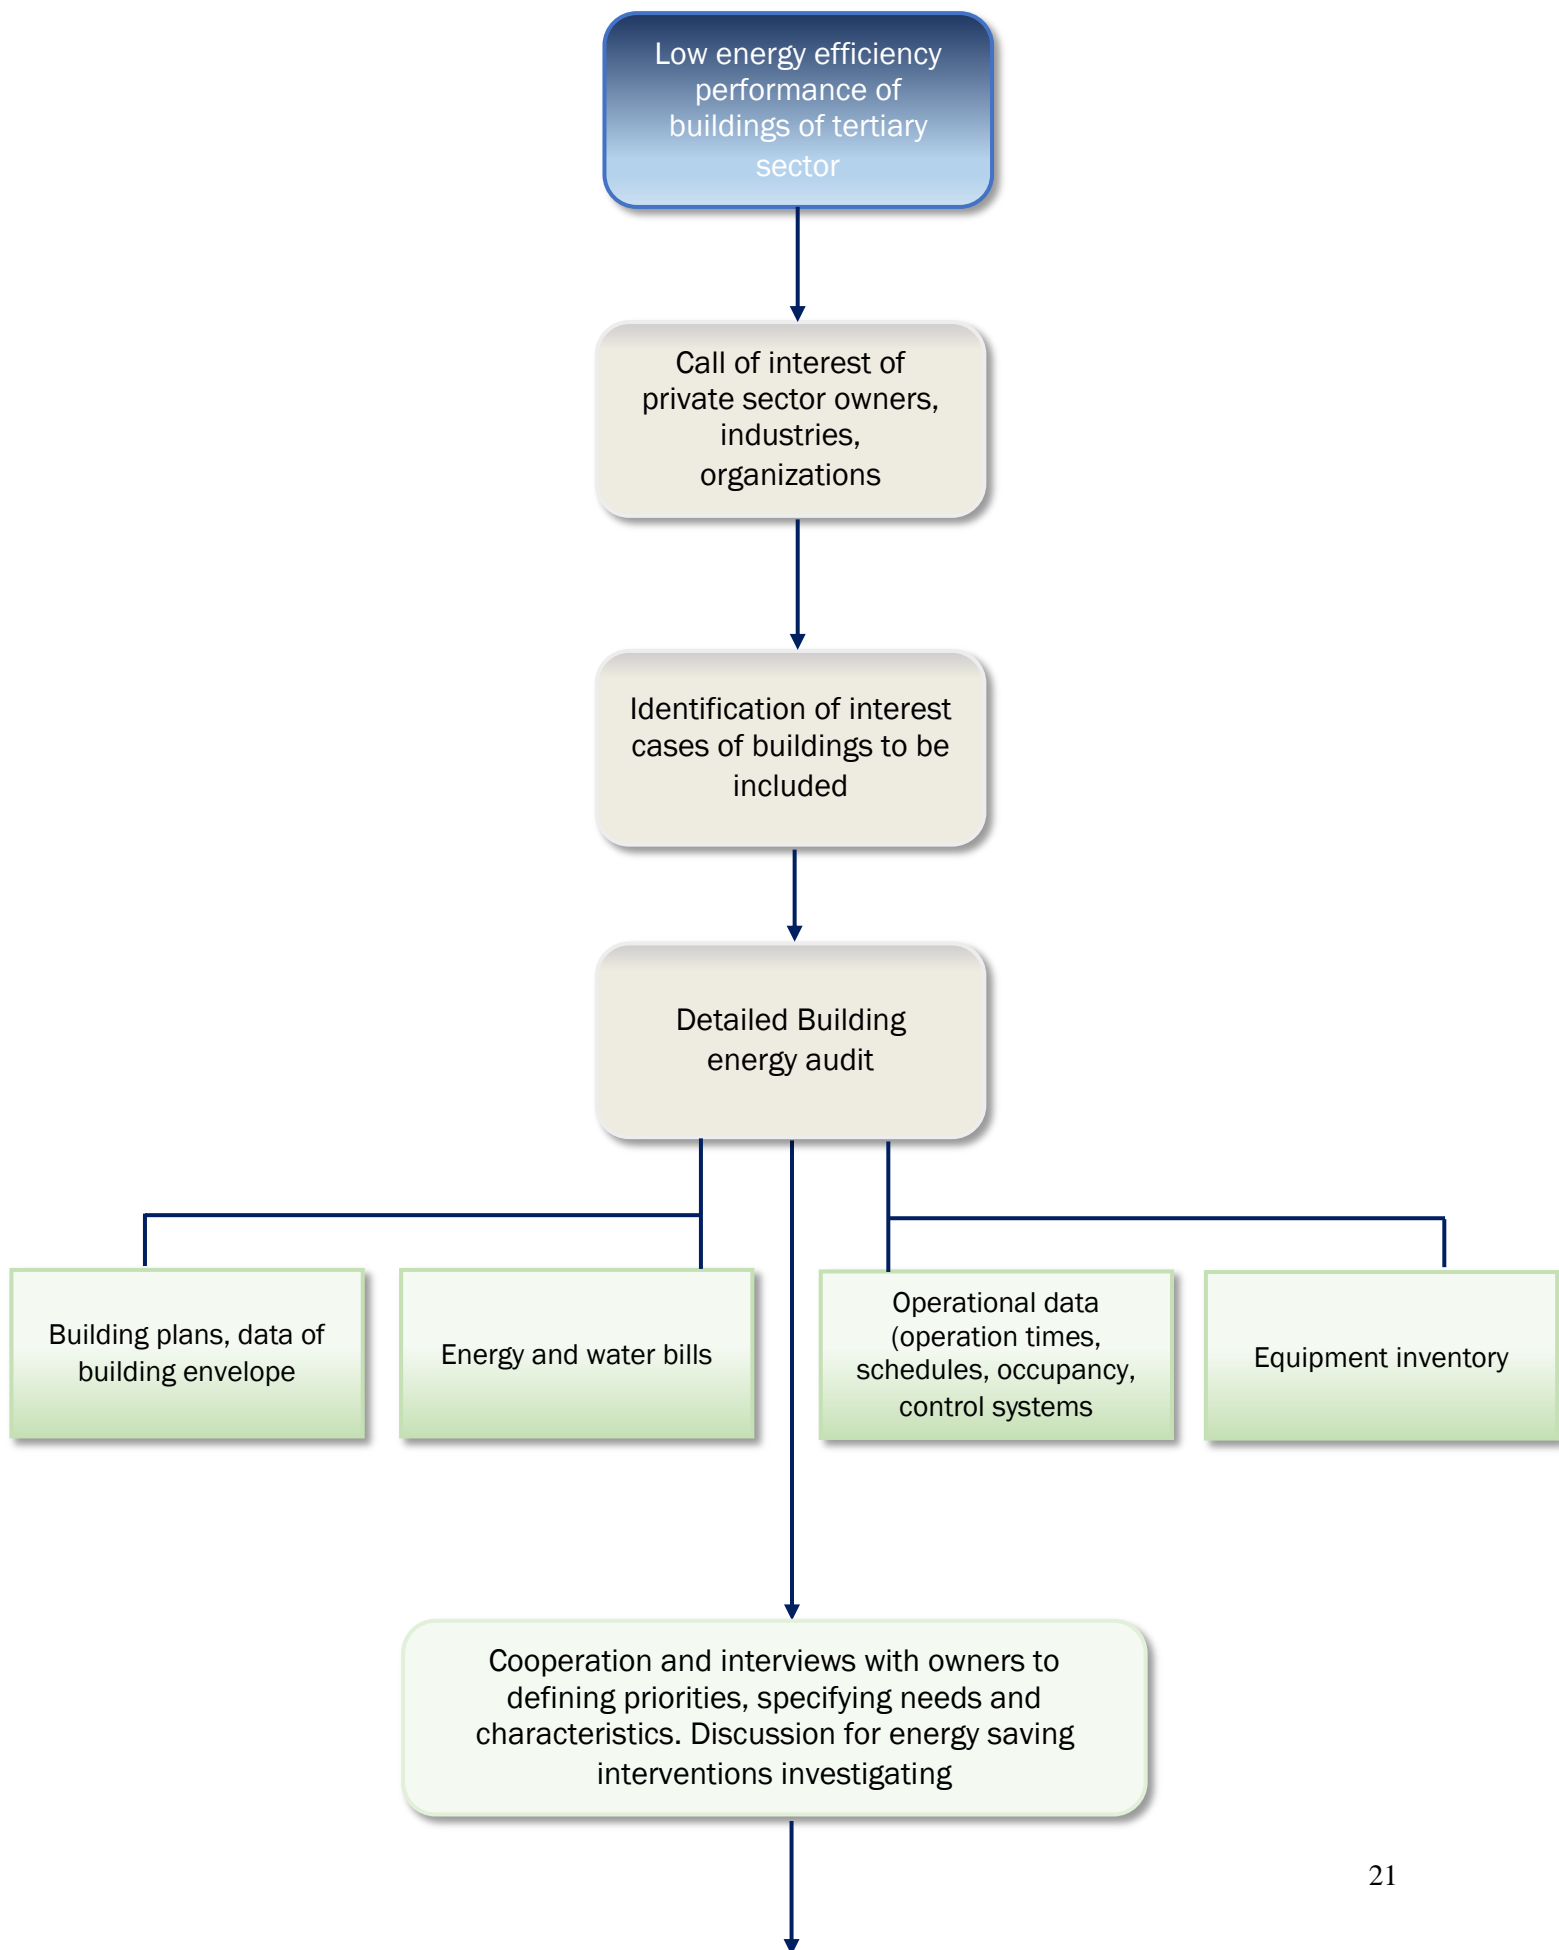 Low energy efficiency
performance of
buildings of tertiary
sector
Call of interest of
private sector owners,
industries,
organizations
Identification of interest
cases of buildings to be
included
Detailed Building
energy audit
Building plans, data of
building envelope
Energy and water bills
Operational data
(operation times,
schedules, occupancy,
control systems
Equipment inventory
Cooperation and interviews with owners to
defining priorities, specifying needs and
characteristics. Discussion for energy saving
interventions investigating
21